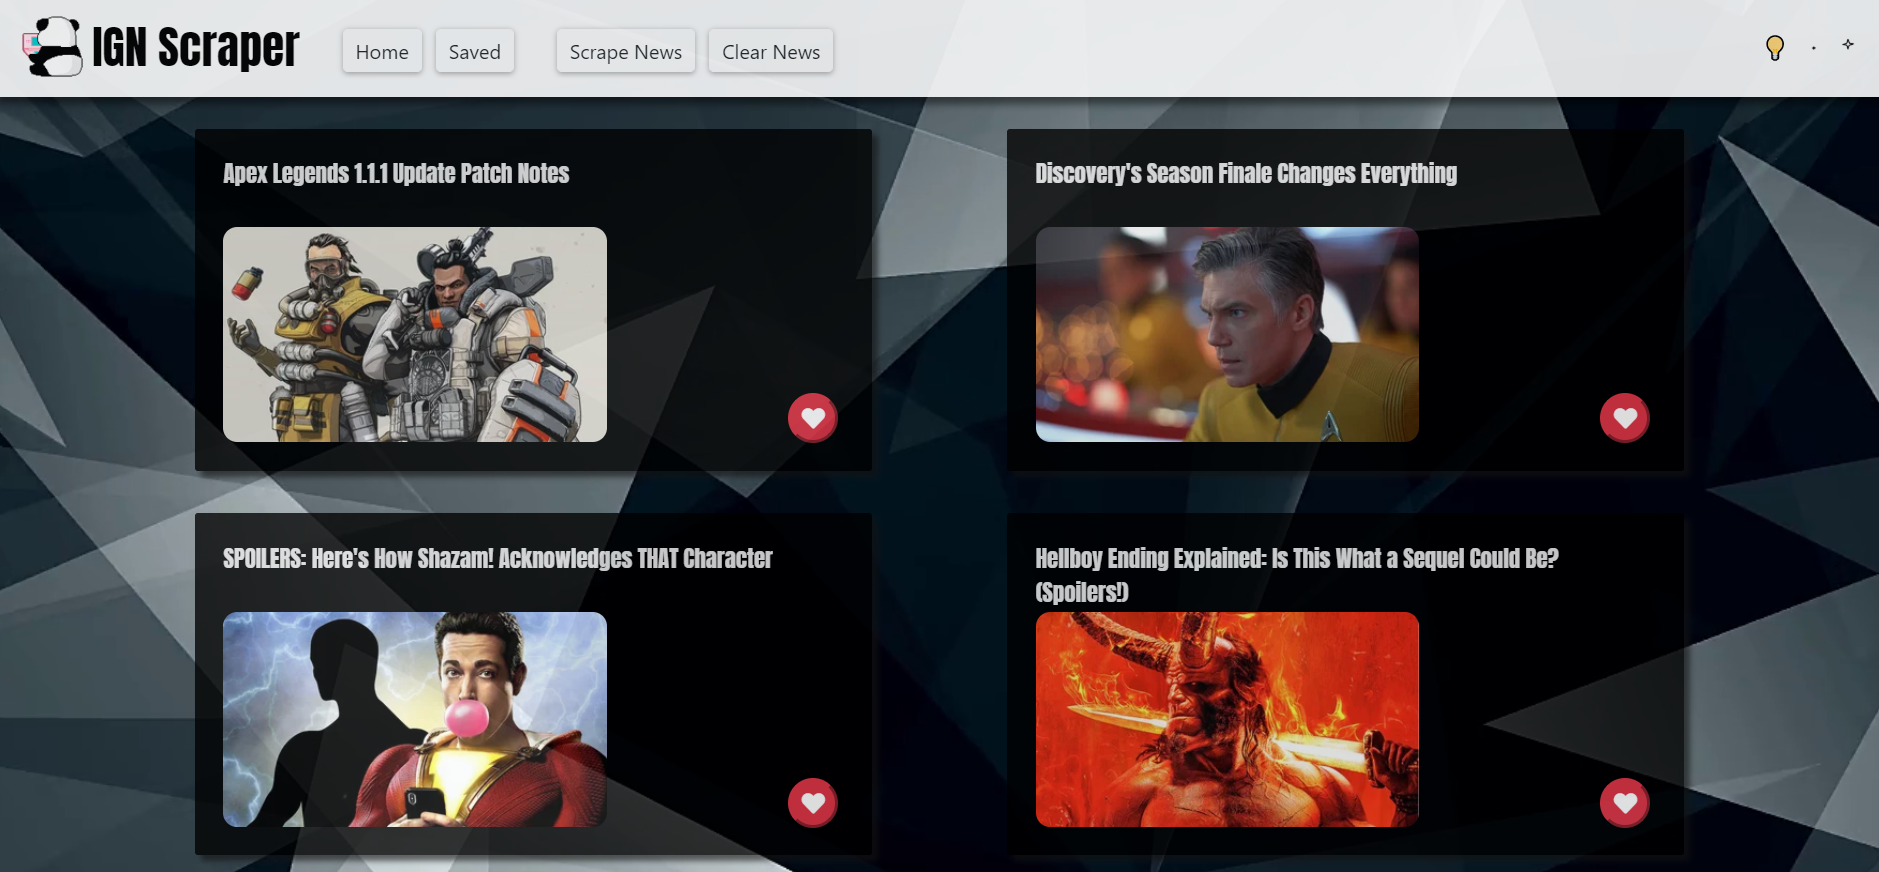 IGN Scraper
Home
Saved
Scrape News
Clear News
Apex Legends 1.1.1 Update Patch Notes
Discovery's Season Finale Changes Everything
SPOILERS: Here's How Shazam! Acknowledges THAT Character
Hellboy Ending Explained: Is This What a Sequel Could Be?
(Spoilers!)